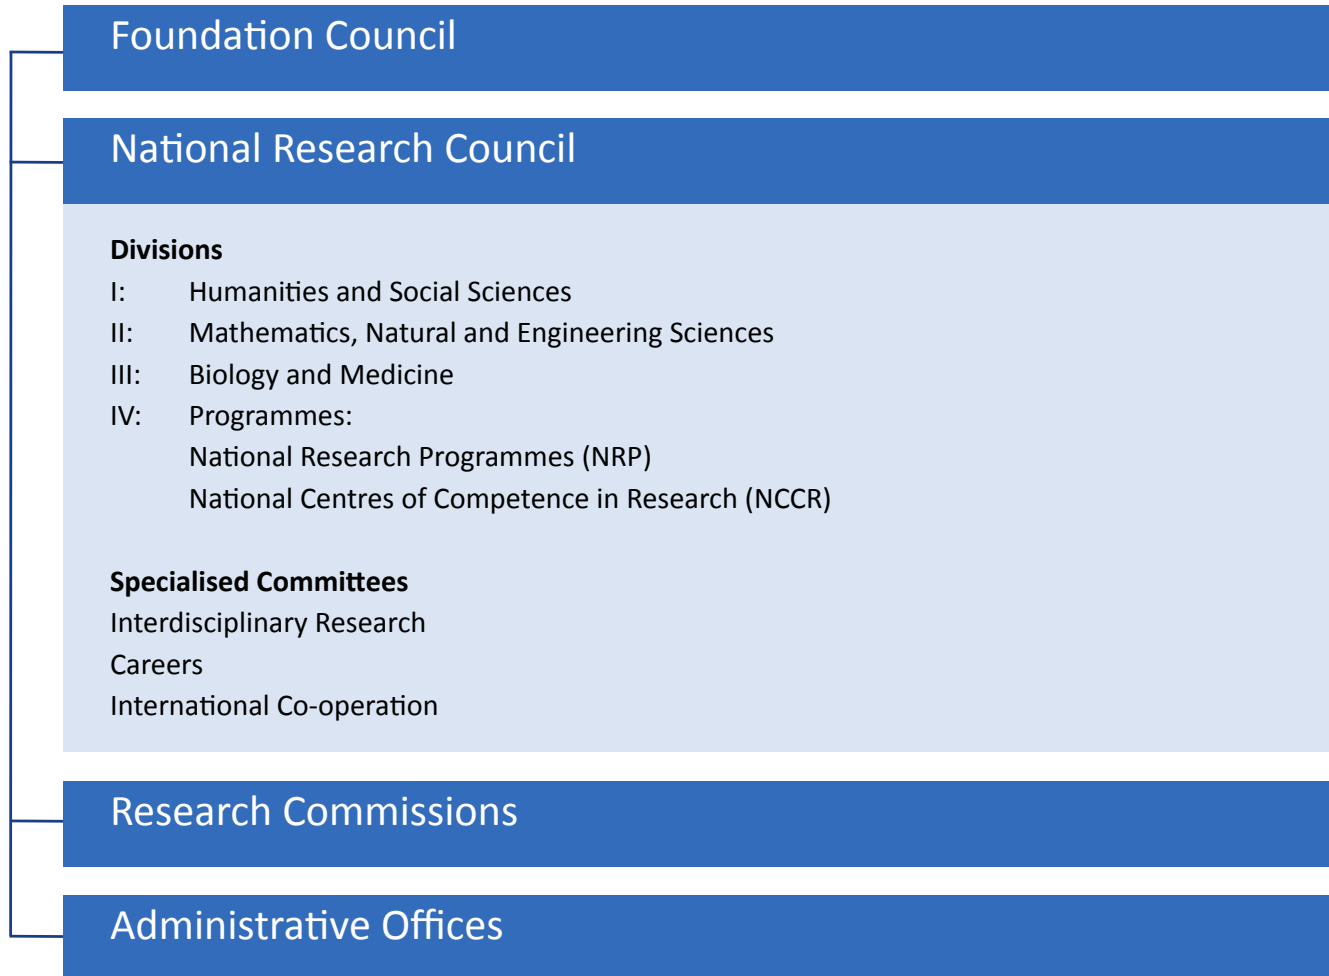 Foundation Council
National Research Council
Divisions
I: Humanities and Social Sciences
II: Mathematics, Natural and Engineering Sciences
III: Biology and Medicine
IV: Programmes:
National Research Programmes (NRP)
National Centres of Competence in Research (NCCR)
Specialised Committees
Interdisciplinary Research
Careers
International Co-operation
Research Commissions
Administrative Offices